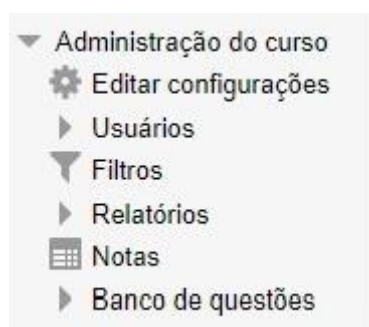 Administração do curso
Editar configurações
Usuários
Filtros
Relatórios
Notas
Banco de questões